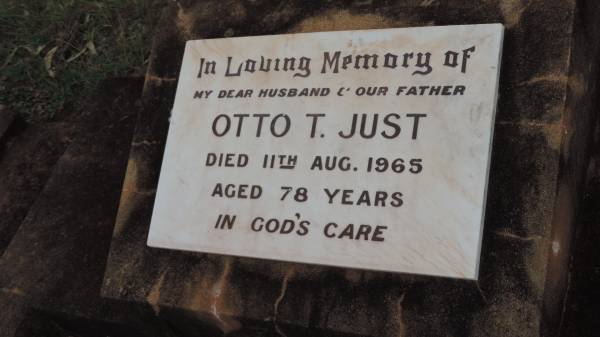 In Loving Memory of
MY DEAR HUSBAND & OUR FATHER
OTTO T. JUST
DIED 11TH AUG. 1965
AGED 78 YEARS
IN GOD'S CARE